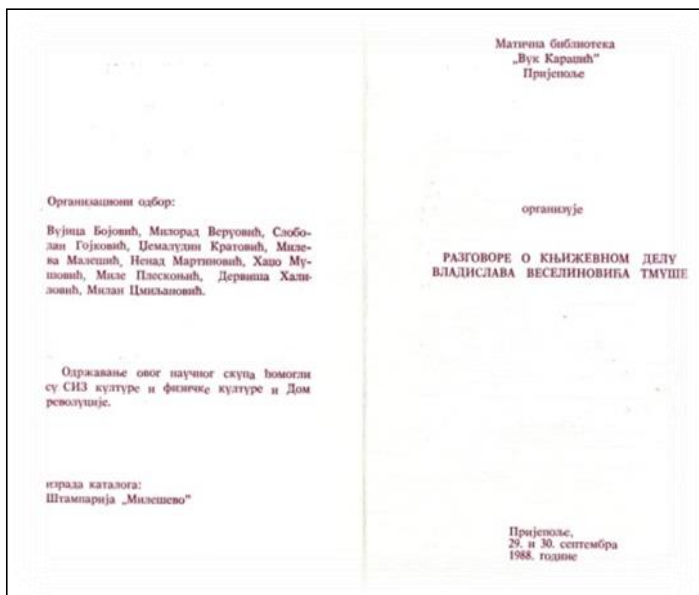 Организациони одбор:
Вујица Бојовић, Милорад Веруовић, Слобо-
дан Гојковић, Џемалудин Кратовић, Миле-
ва Малешић, Ненад Мартиновић, Хацо Му-
шовић, Миле Плескоњић, Дервиша Хали-
ловић, Милан Цмиљановић.
Одржавање овог научног скупа помогли
су СИЗ културе и физичке културе и Дом
револуције.
израда каталога:
Штампарија „Милешево”
Матична библиотека
„Вук Караџић”
Пријепоље
организује
РАЗГОВОРЕ О КЊИЖЕВНОМ ДЕЛУ
ВЛАДИСЛАВА ВЕСЕЛИНОВИЋА ТМУШЕ
Пријепоље,
29. и 30. септембра
1988. године